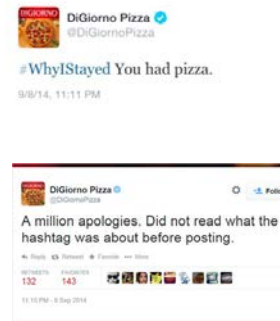 DIGIORNO
DiGiorno Pizza
@DiGiornoPizza
#WhyIStayed You had pizza.
9/8/14, 11:11 PM
DiGiorno Pizza
@DiGiornoPizza
A million apologies. Did not read what the
hashtag was about before posting.
Reply Retweet Favorite More
RETWEETS FAVORITES
132 143
11:15 PM - 8 Sep 2014